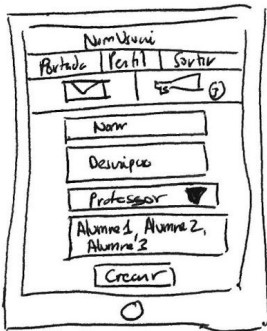 NomUsuari
Portada Perfil Sortir
Nom
Descripció
Professor
Alumne1, Alumne2,
Alumne3
Crear